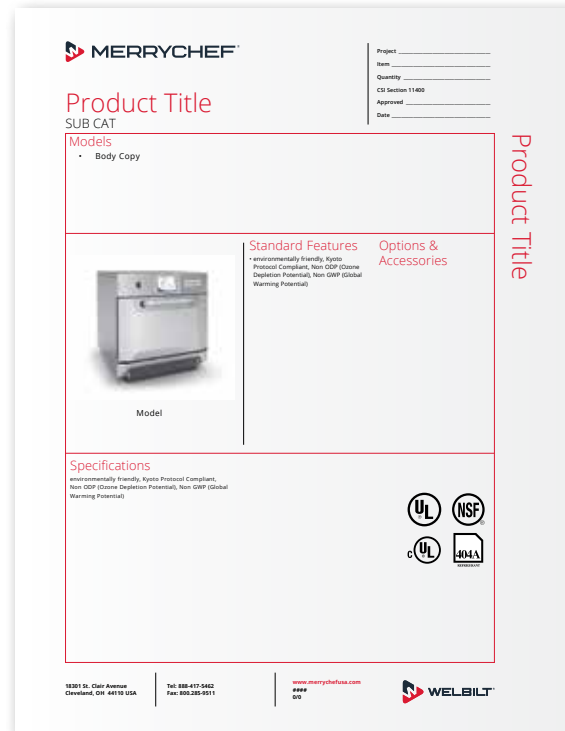 MERRYCHEF
Project
Item
Quantity
CSI Section 11400
Approved
Date
Product Title
SUB CAT
Product Title
Models
• Body Copy
Standard Features
• environmentally friendly, Kyoto
Protocol Compliant, Non ODP (Ozone
Depletion Potential), Non GWP (Global
Warming Potential)
Options &
Accessories
Model
Specifications
environmentally friendly, Kyoto Protocol Compliant,
Non ODP (Ozone Depletion Potential), Non GWP (Global
Warming Potential)
UL
NSF
®
C UL
404A
REFRIGERANT
18301 St. Clair Avenue
Cleveland, OH 44110 USA
Tel: 888-417-5462
Fax: 800.285-9511
www.merrychefusa.com
####
0/0
WELBILT